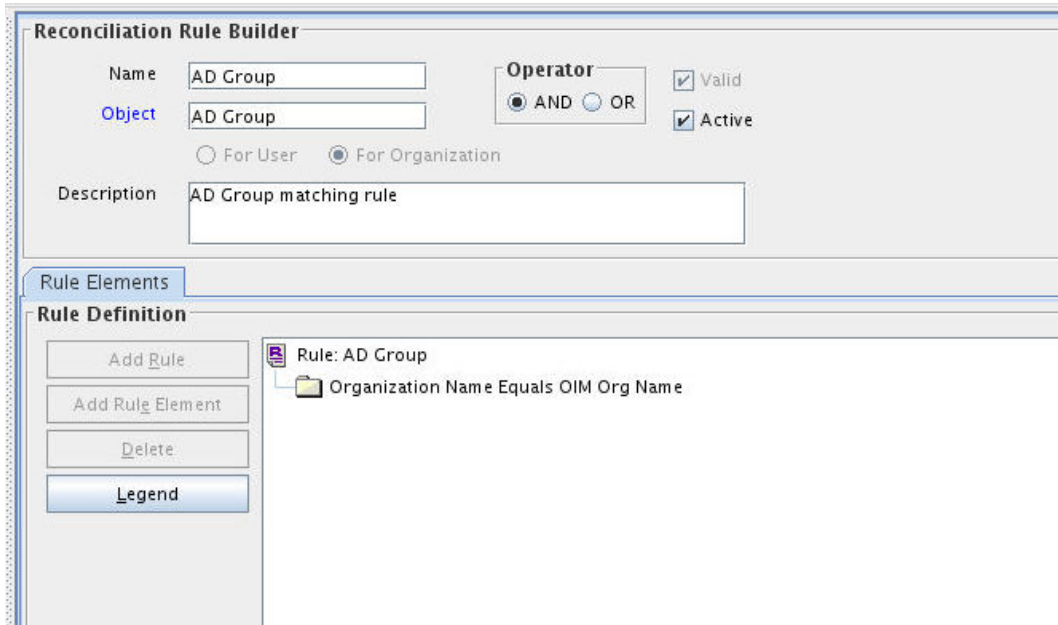 Reconciliation Rule Builder
Name AD Group
Operator
AND OR
Valid
Object AD Group
Active
For User For Organization
Description AD Group matching rule
Rule Elements
Rule Definition
Add Rule
Rule: AD Group
Add Rule Element
Organization Name Equals OIM Org Name
Delete
Legend